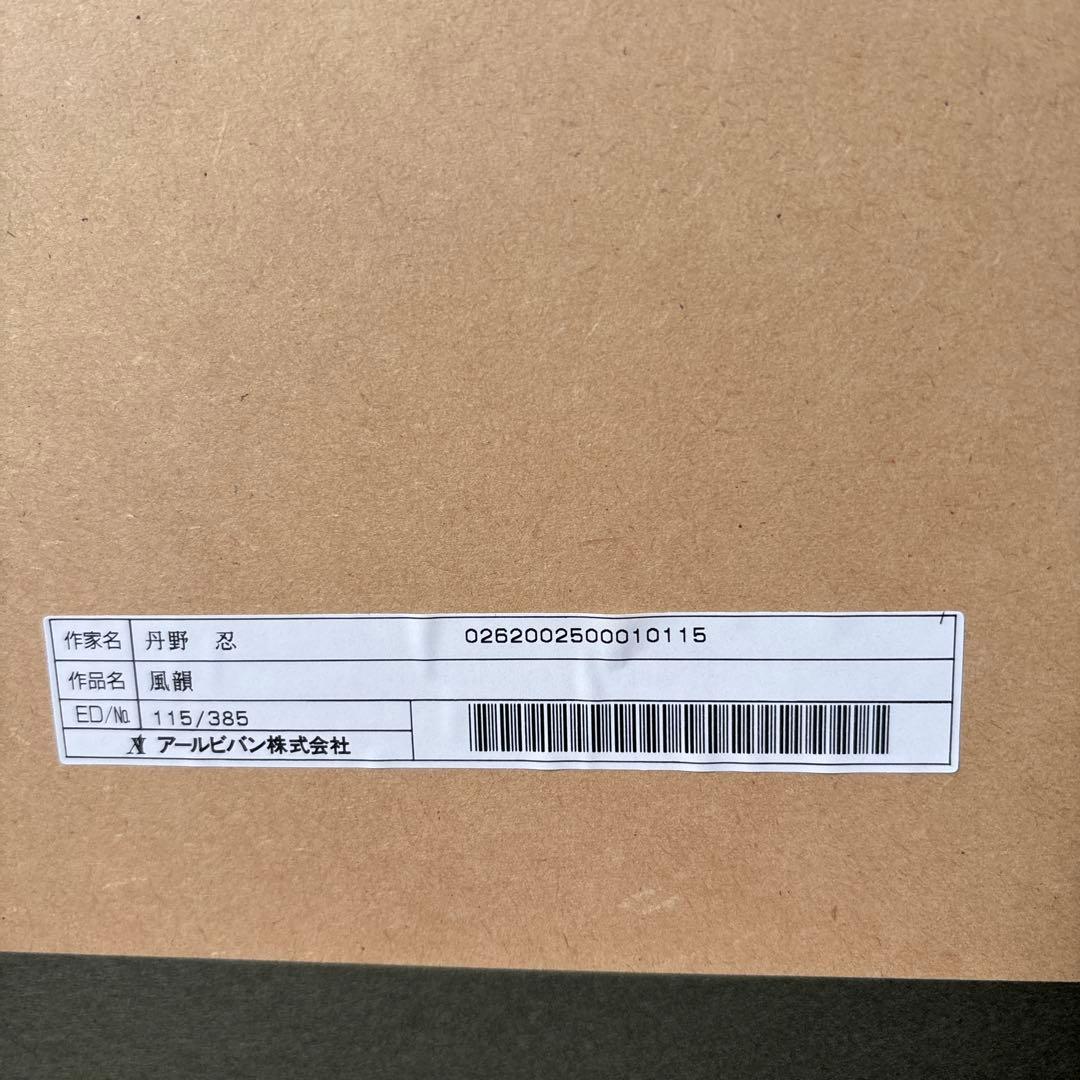 作家名 丹野 忍 0262002500010115
作品名 風韻
ED/No. 115/385
アールビバン株式会社